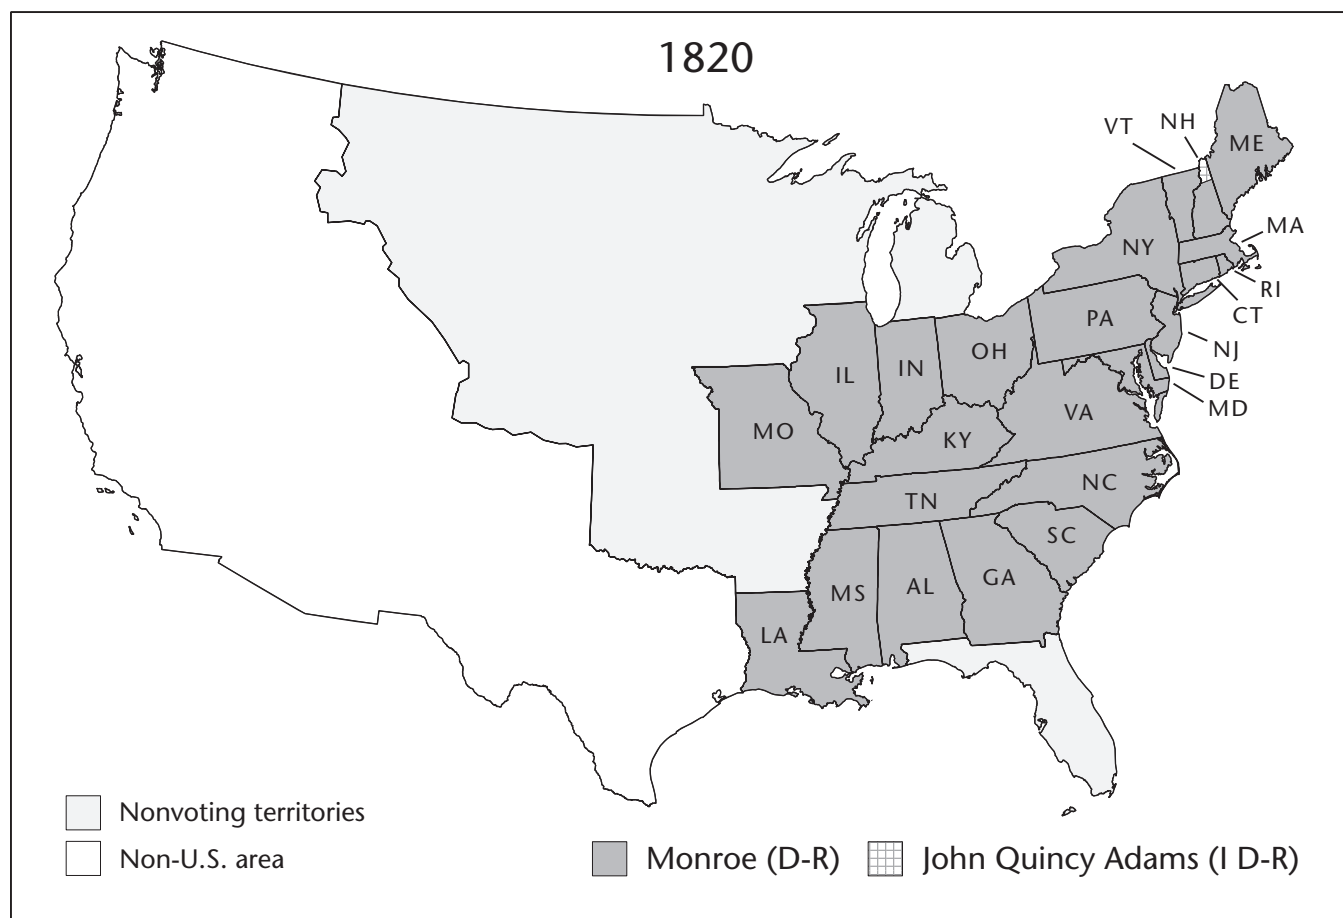 1820
VT
NH
ME
MA
NY
RI
CT
PA
NJ
OH
IL
IN
DE
MD
VA
MO
KY
NC
TN
SC
GA
MS
AL
LA
Nonvoting territories
Non-U.S. area
Monroe (D-R)
John Quincy Adams (I D-R)